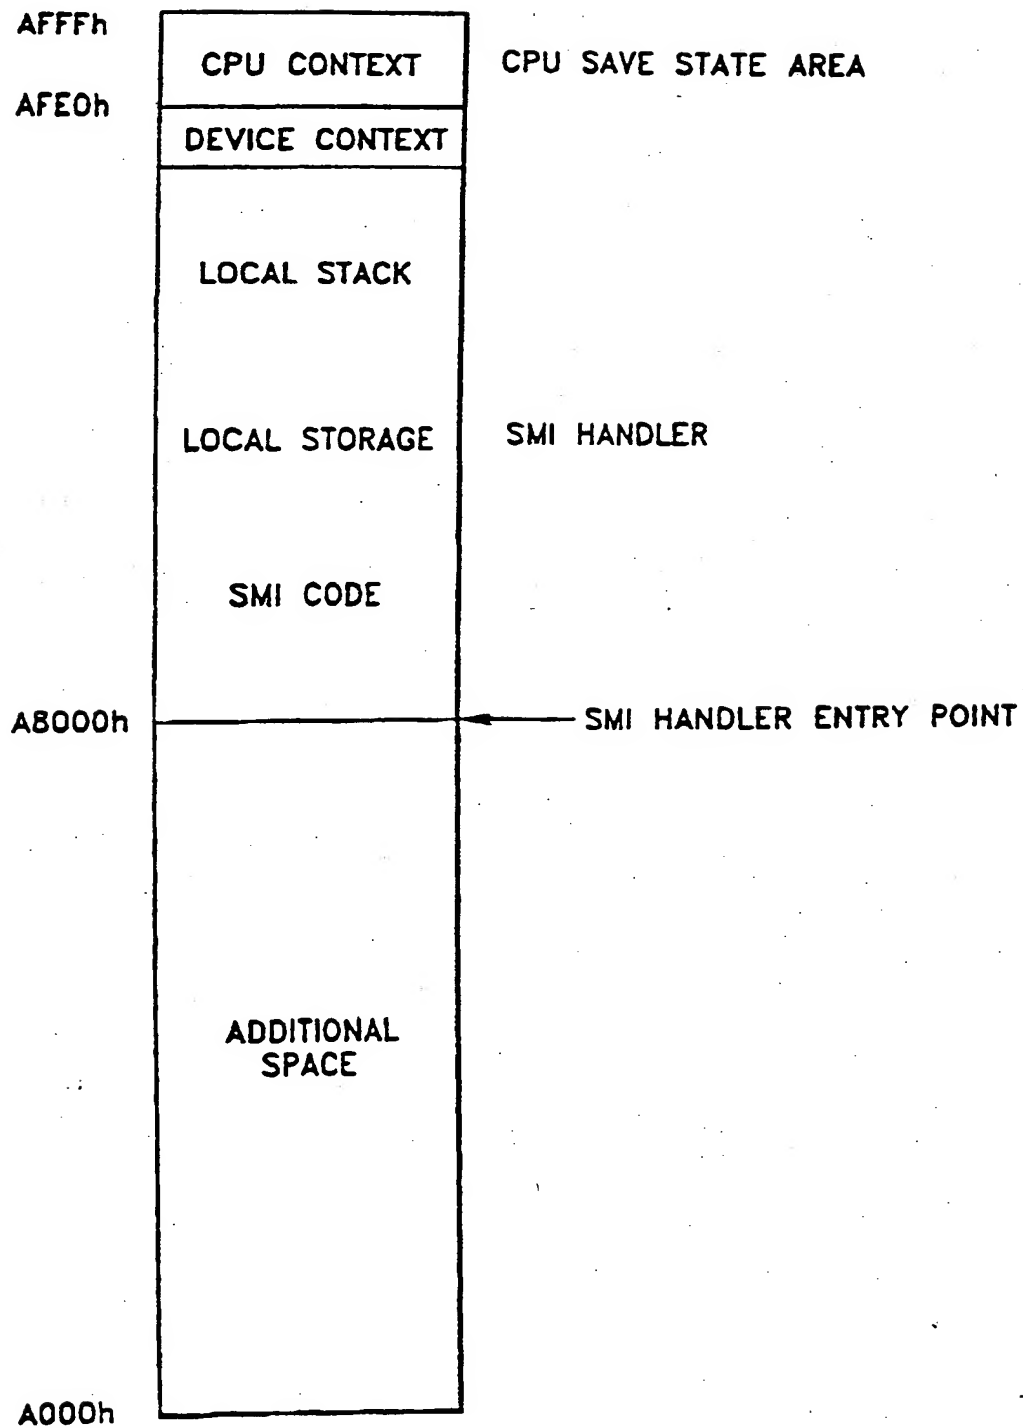 AFFFh
CPU CONTEXT CPU SAVE STATE AREA
AFE0h
DEVICE CONTEXT
LOCAL STACK
LOCAL STORAGE SMI HANDLER
SMI CODE
A8000h SMI HANDLER ENTRY POINT
ADDITIONAL
SPACE
A000h